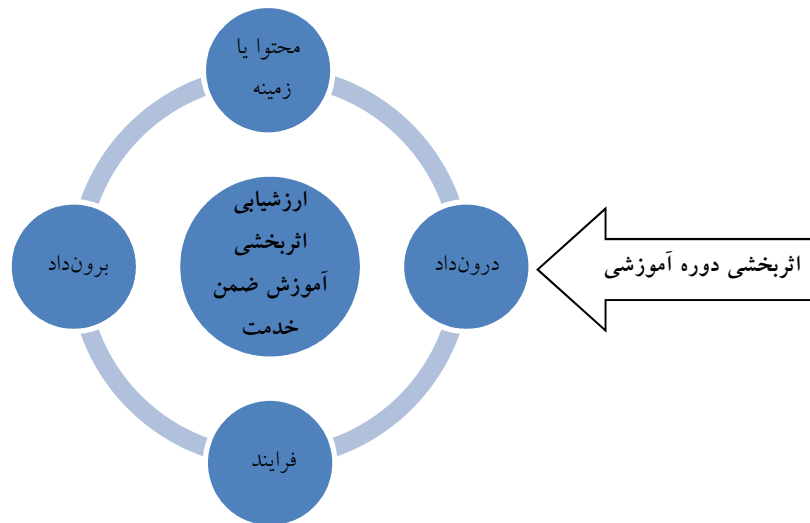 محتوا یا
زمینه
ارزشیابی
اثربخشی
آموزش ضمن
خدمت
درون‌داد
اثربخشی دوره آموزشی
برون‌داد
فرایند